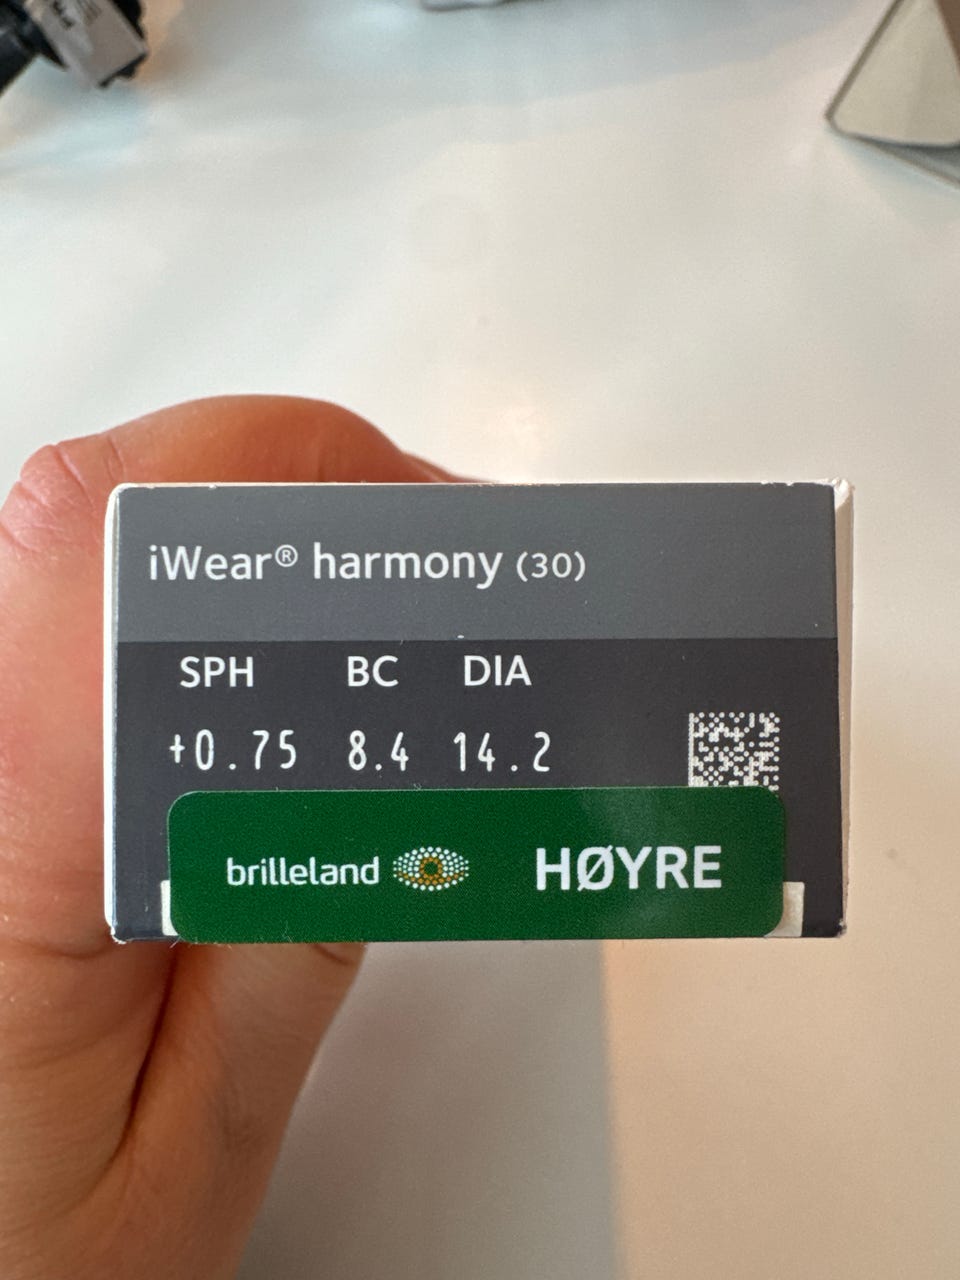 iWear® harmony (30)
SPH BC DIA
+0.75 8.4 14.2
brilleland HØYRE